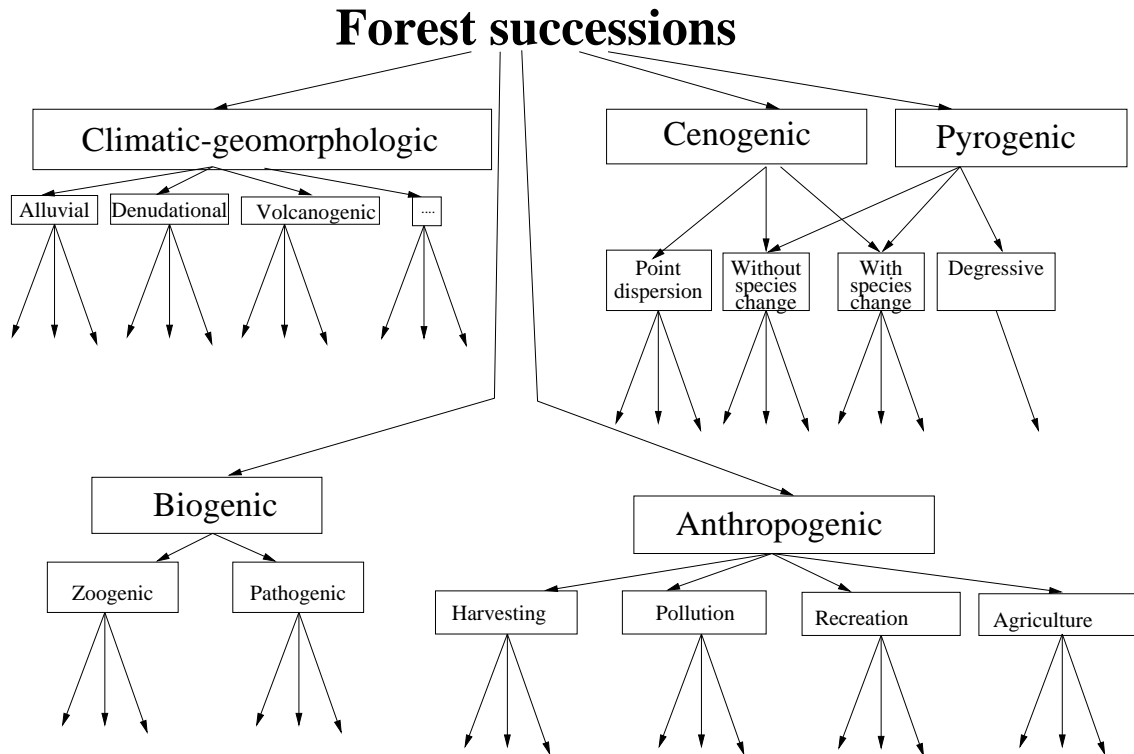 Forest successions
Climatic-geomorphologic
Cenogenic
Pyrogenic
Alluvial
Denudational
Volcanogenic
....
Point
dispersion
Without
species
change
With
species
change
Degressive
Biogenic
Anthropogenic
Zoogenic
Pathogenic
Harvesting
Pollution
Recreation
Agriculture